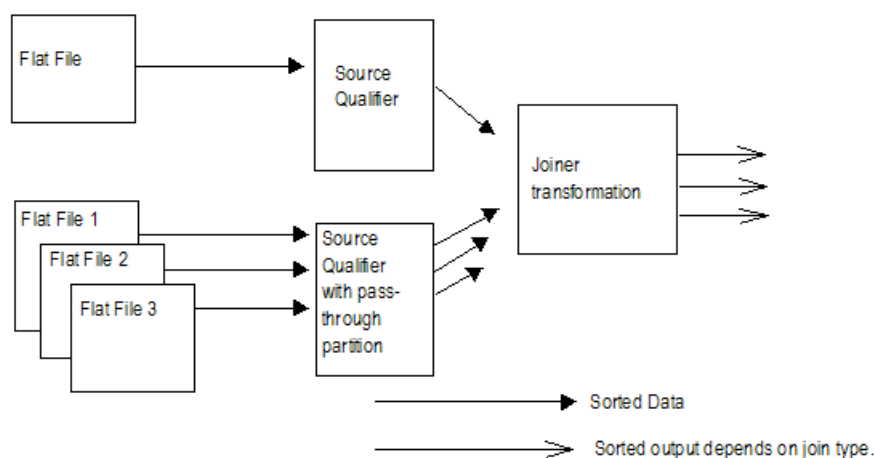 Flat File
Source
Qualifier
Joiner
transformation
Flat File 1
Flat File 2
Flat File 3
Source
Qualifier
with pass-
through
partition
Sorted Data
Sorted output depends on join type.